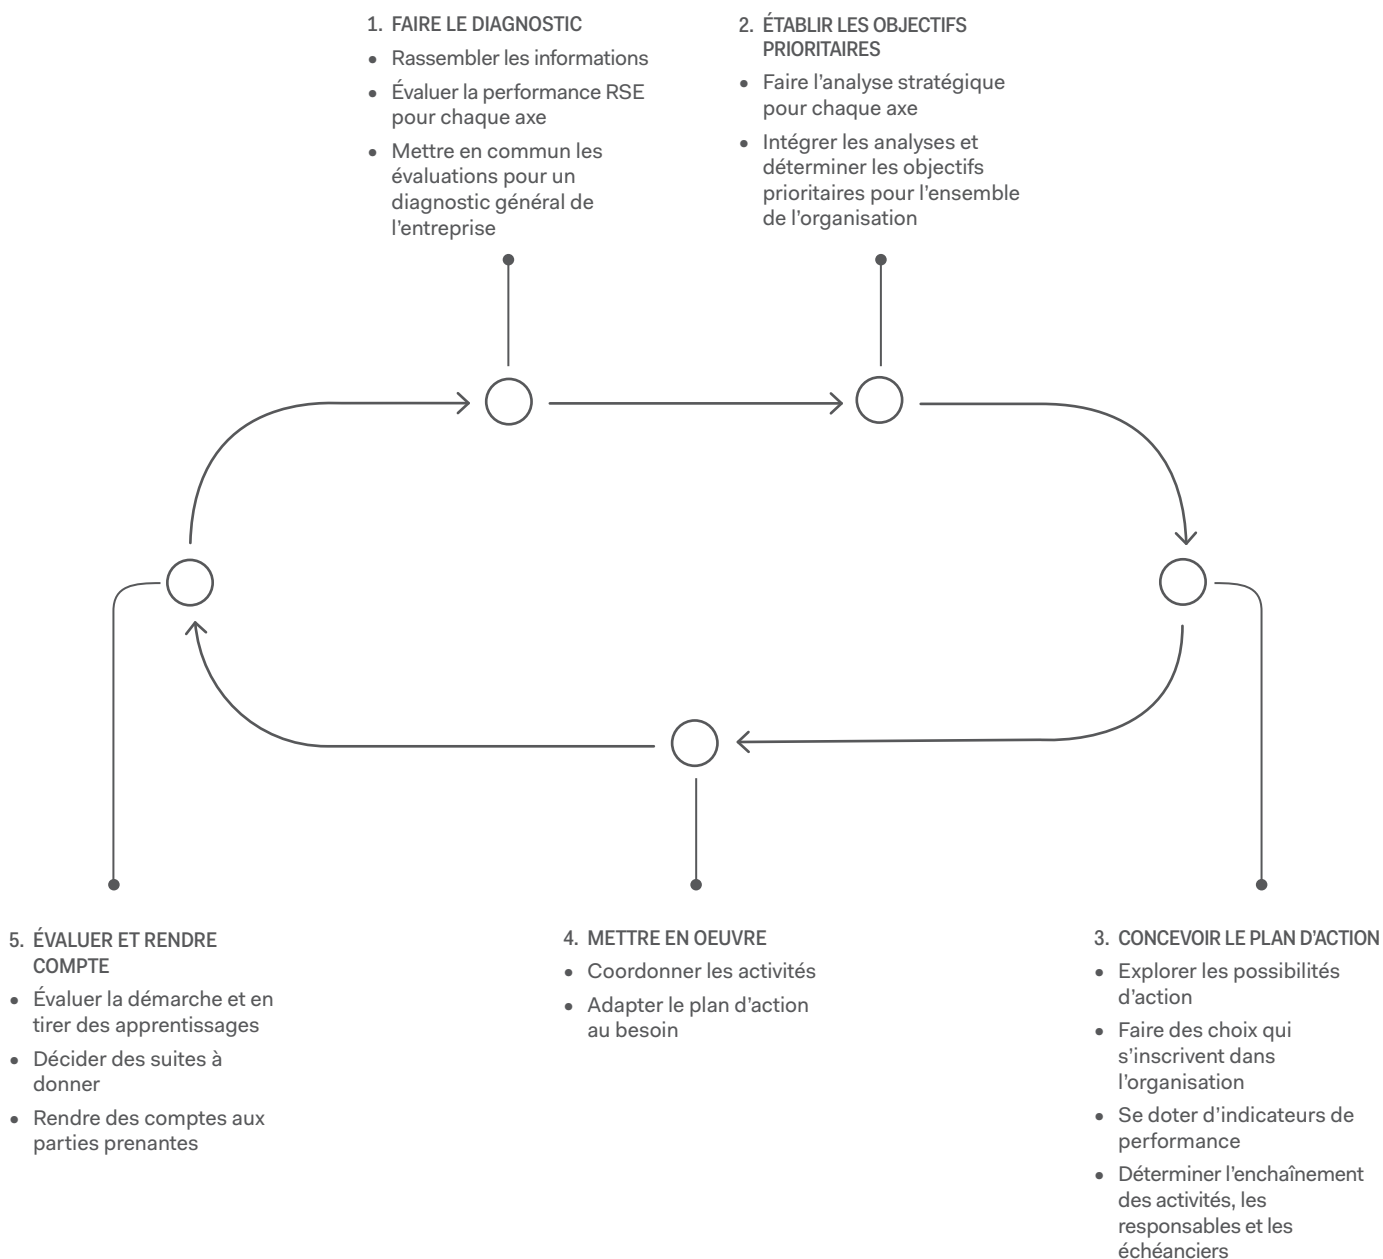 1. FAIRE LE DIAGNOSTIC
• Rassembler les informations
• Évaluer la performance RSE
pour chaque axe
• Mettre en commun les
évaluations pour un
diagnostic général de
l’entreprise
2. ÉTABLIR LES OBJECTIFS
PRIORITAIRES
• Faire l’analyse stratégique
pour chaque axe
• Intégrer les analyses et
déterminer les objectifs
prioritaires pour l’ensemble
de l’organisation
3. CONCEVOIR LE PLAN D’ACTION
• Explorer les possibilités
d’action
• Faire des choix qui
s’inscrivent dans
l’organisation
• Se doter d’indicateurs de
performance
• Déterminer l’enchaînement
des activités, les
responsables et les
échéanciers
4. METTRE EN OEUVRE
• Coordonner les activités
• Adapter le plan d’action
au besoin
5. ÉVALUER ET RENDRE
COMPTE
• Évaluer la démarche et en
tirer des apprentissages
• Décider des suites à
donner
• Rendre des comptes aux
parties prenantes